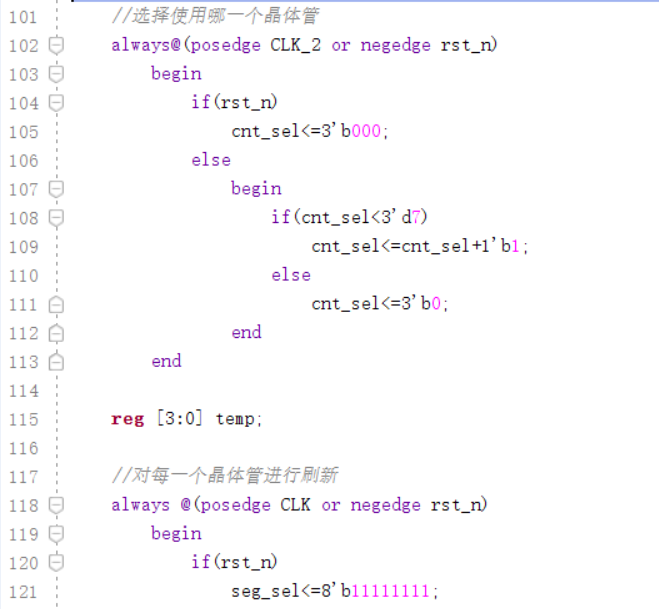 101 //选择使用哪一个晶体管
102 always@(posedge CLK_2 or negedge rst_n)
103 begin
104 if(rst_n)
105 cnt_sel<=3'b000;
106 else
107 begin
108 if(cnt_sel<3'd7)
109 cnt_sel<=cnt_sel+1'b1;
110 else
111 cnt_sel<=3'b0;
112 end
113 end
114
115 reg [3:0] temp;
116
117 //对每一个晶体管进行刷新
118 always @(posedge CLK or negedge rst_n)
119 begin
120 if(rst_n)
121 seg_sel<=8'b11111111;